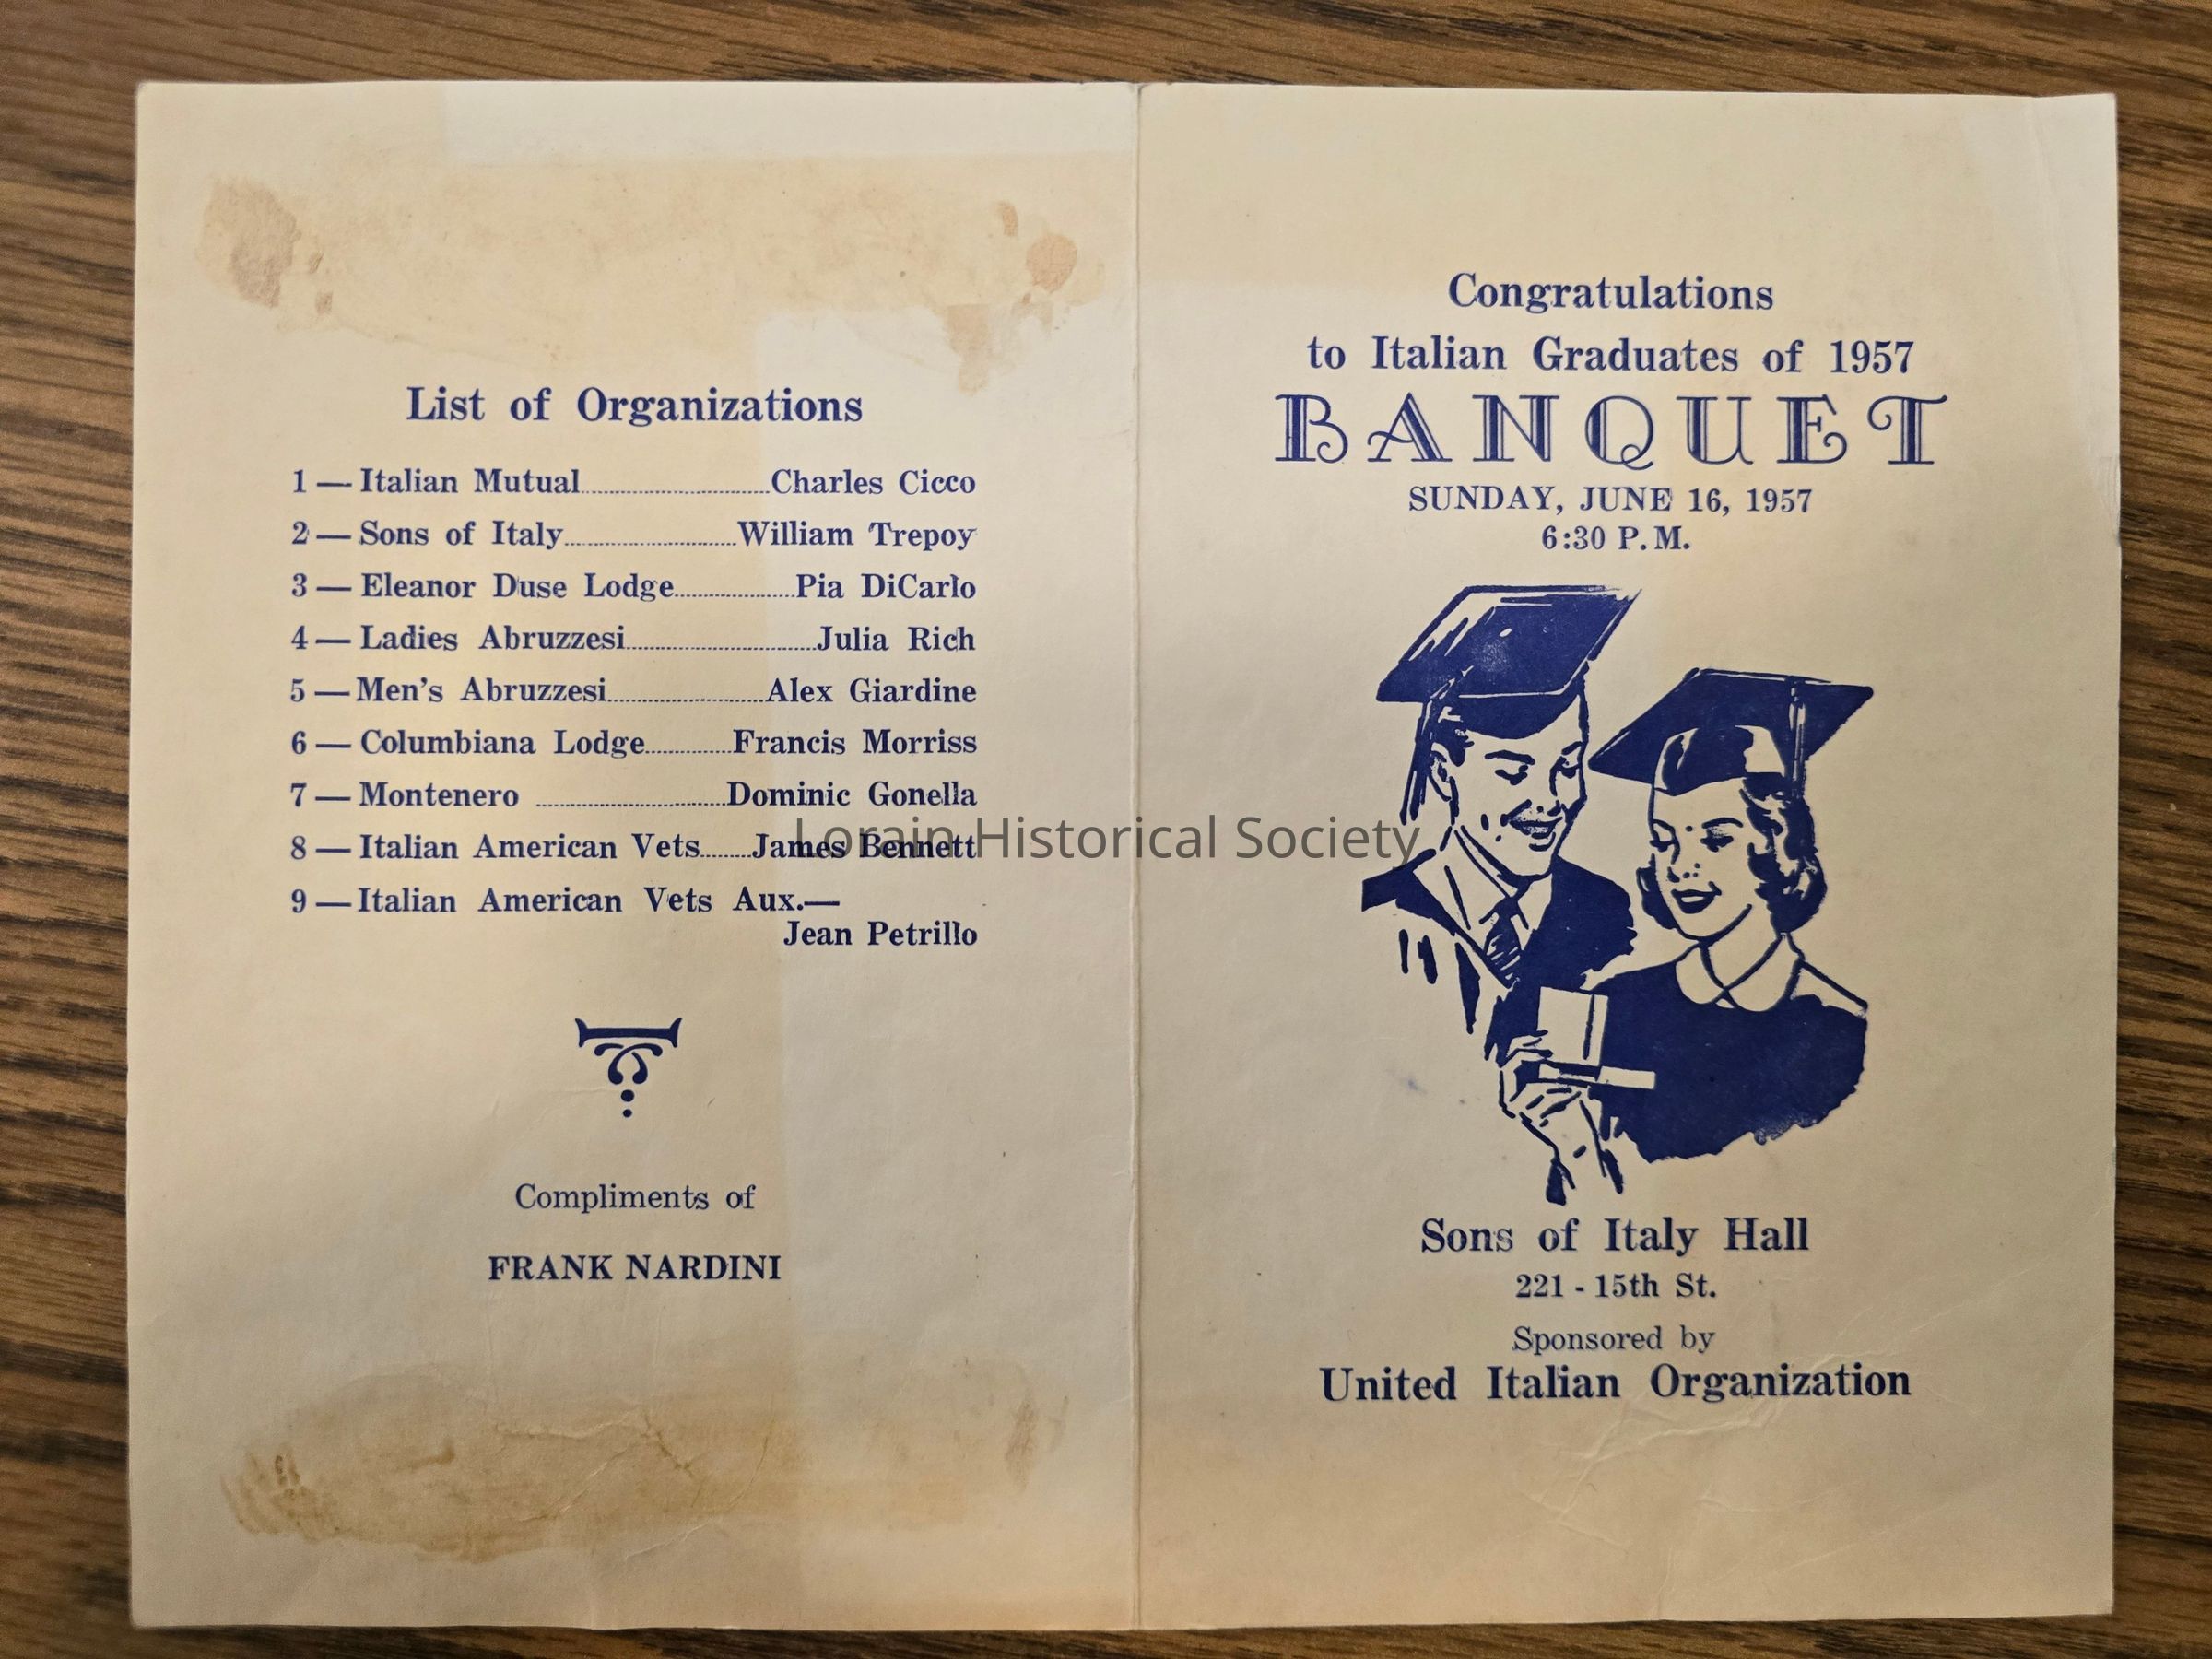 List of Organizations
1 — Italian Mutual........................Charles Cicco
2 — Sons of Italy........................William Trepoy
3 — Eleanor Duse Lodge................Pia DiCarlo
4 — Ladies Abruzzesi........................Julia Rich
5 — Men's Abruzzesi....................Alex Giardine
6 — Columbiana Lodge............Francis Morriss
7 — Montenero ........................Dominic Gonella
8 — Italian American Vets.......James Bennett
9 — Italian American Vets Aux.—
Jean Petrillo
Compliments of
FRANK NARDINI
Congratulations
to Italian Graduates of 1957
BANQUET
SUNDAY, JUNE 16, 1957
6:30 P.M.
Sons of Italy Hall
221 - 15th St.
Sponsored by
United Italian Organization
Lorain Historical Society